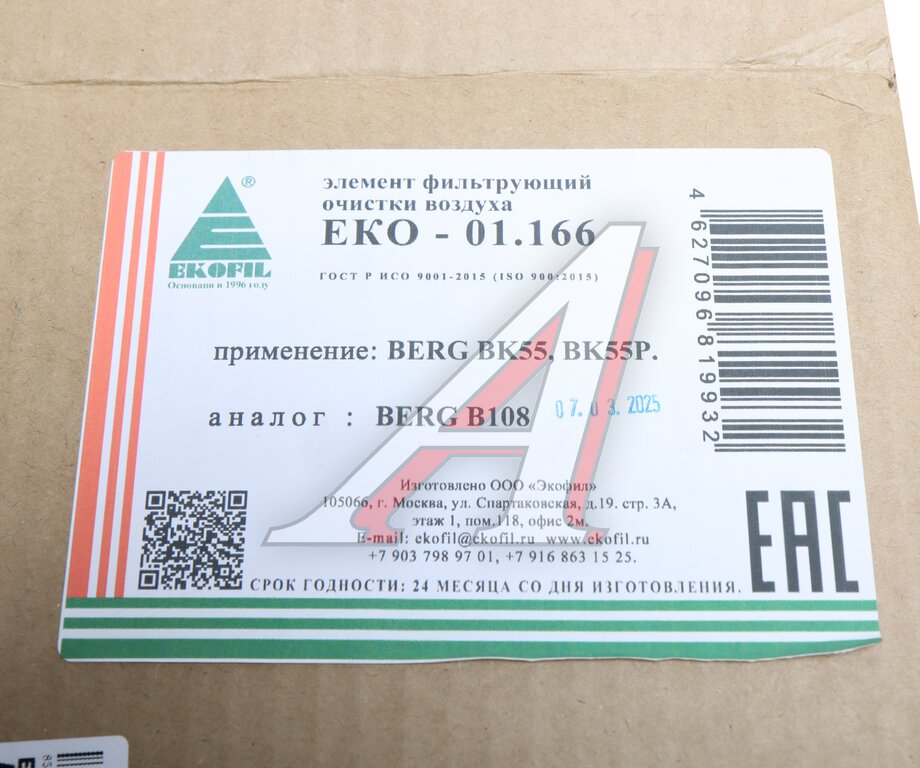 ®
EKOFIL
Основано в 1996 году
элемент фильтрующий
очистки воздуха
ЕКО - 01.166
ГОСТ Р ИСО 9001-2015 (ISO 900:2015)
применение: BERG BK55, BK55P.
аналог : BERG B108
07.03.2025
Изготовлено ООО «Экофил»
105066, г. Москва, ул. Спартаковская, д.19. стр. 3А,
этаж 1, пом.118, офис 2м.
E-mail: ekofil@ekofil.ru www.ekofil.ru
+7 903 798 97 01, +7 916 863 15 25.
СРОК ГОДНОСТИ: 24 МЕСЯЦА СО ДНЯ ИЗГОТОВЛЕНИЯ.
4 627096 819932
EAC